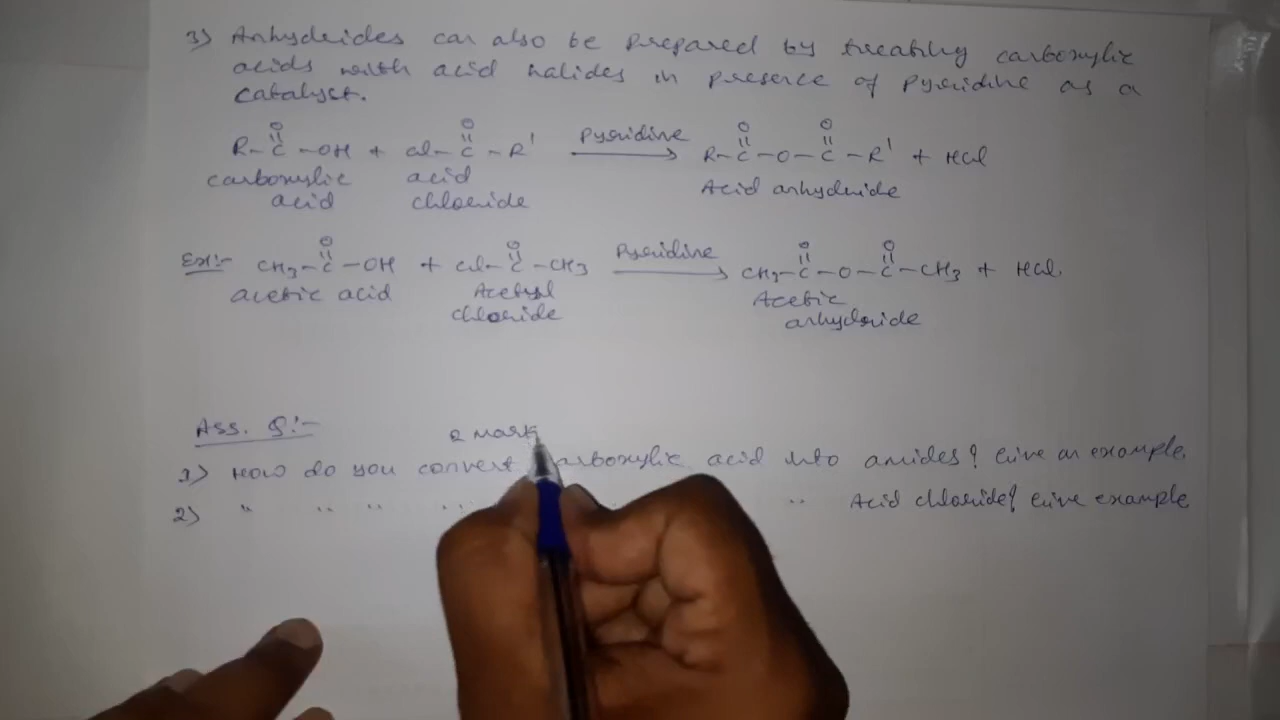 3) Anhydrides can also be prepared by treating carboxylic
acids with acid halides in presence of Pyridine as a
Catalyst.
O O O O
R-C-OH + Cl-C-R' Pyridine R-C-O-C-R' + HCl
carboxylic acid Acid anhydride
acid chloride
O O O O
Ex:- CH3-C-OH + Cl-C-CH3 Pyridine CH3-C-O-C-CH3 + HCl.
acetic acid Acetyl Acetic
chloride anhydride
Ass. Q:- 2 mark
1) How do you convert carboxylic acid into amides? Give an example.
2) " " " " " Acid chloride? Give example